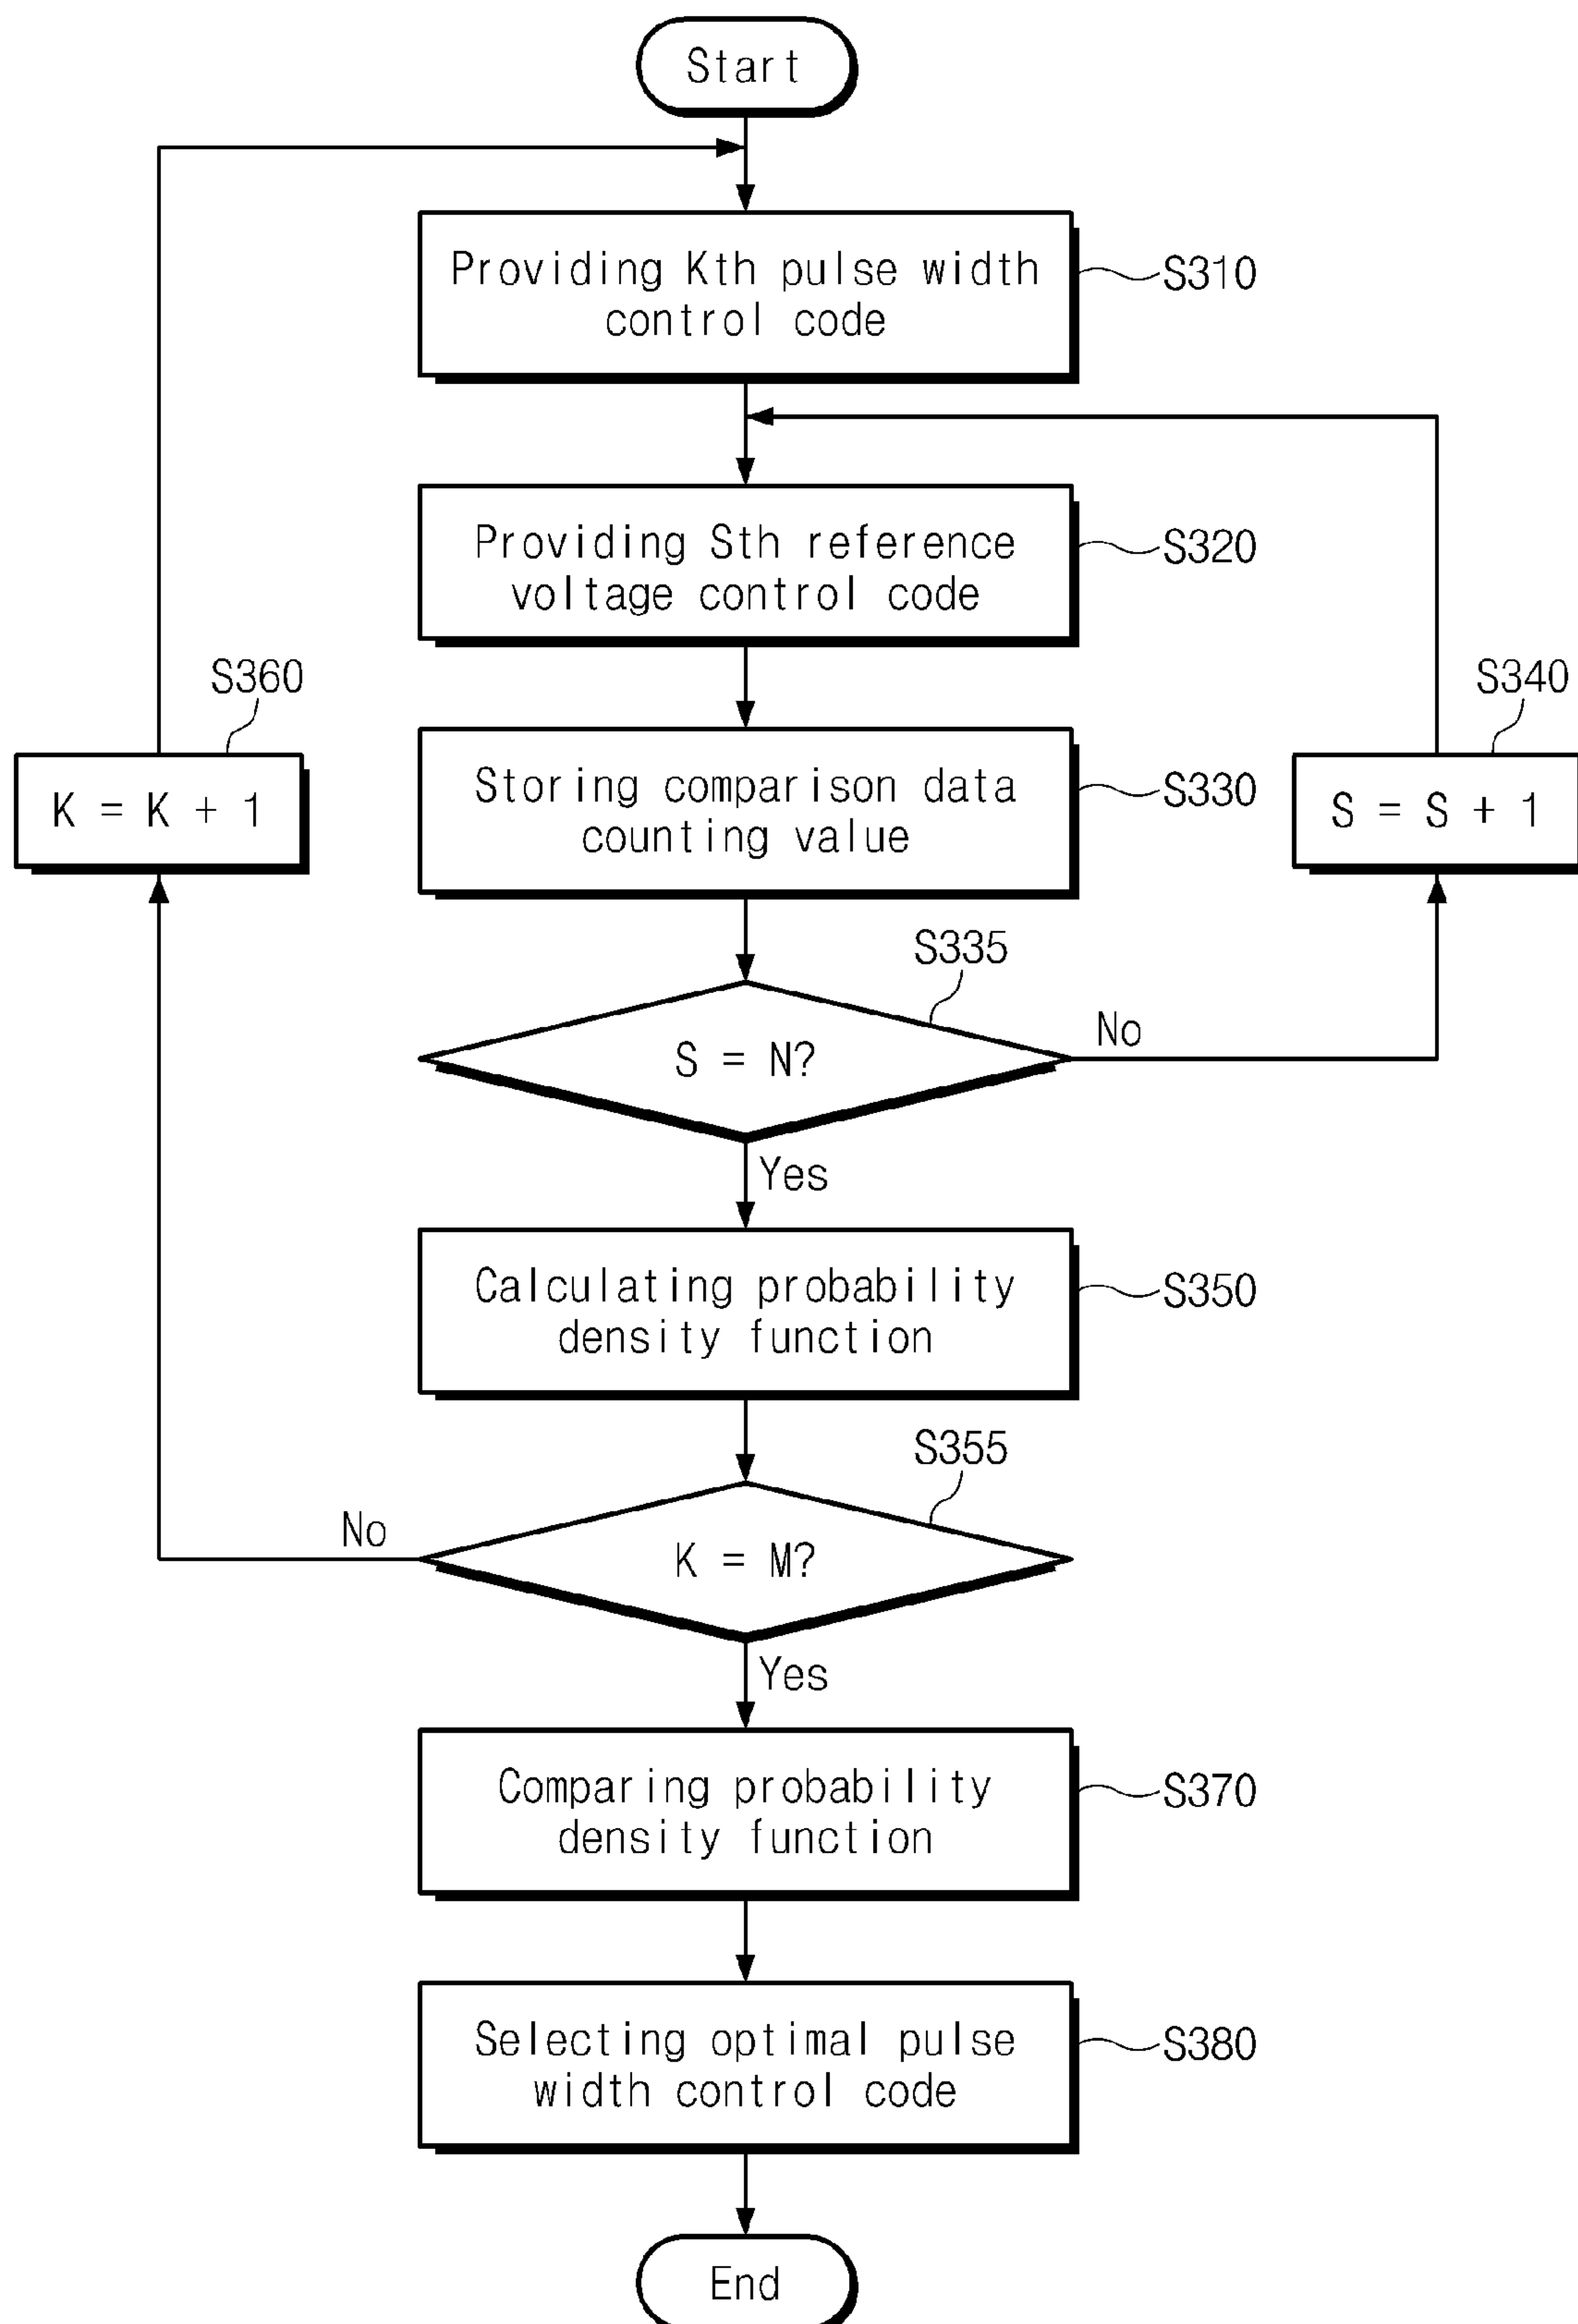 Start
Providing Kth pulse width
control code
S310
Providing Sth reference
voltage control code
S320
S360
S340
K = K + 1
Storing comparison data
counting value
S330
S = S + 1
S335
S = N?
No
Yes
Calculating probability
density function
S350
S355
No
K = M?
Yes
Comparing probability
density function
S370
Selecting optimal pulse
width control code
S380
End